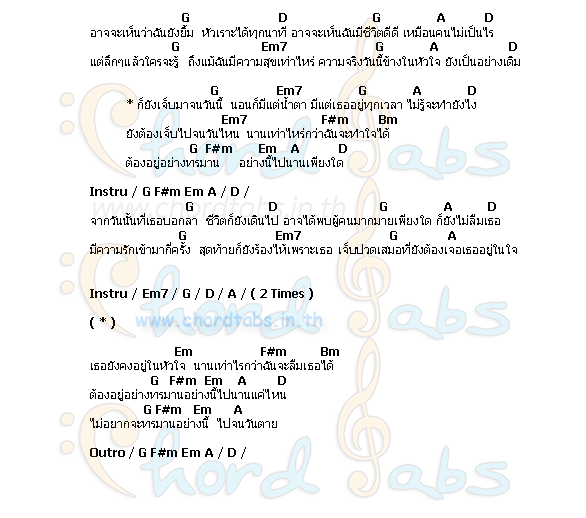 G D G A D
อาจจะเห็นว่าฉันยังยิ้ม หัวเราะได้ทุกนาที อาจจะเห็นฉันมีชีวิตดีดี เหมือนคนไม่เป็นไร
G Em7 G A D
แต่ลึกๆแล้วใครจะรู้ ถึงแม้ฉันมีความสุขเท่าไหร่ ความจริงวันนี้ข้างในหัวใจ ยังเป็นอย่างเดิม
G Em7 G A D
* ก็ยังเจ็บมาจนวันนี้ นอนก็มีแต่น้ำตา มีแต่เธออยู่ทุกเวลา ไม่รู้จะทำยังไง
Em7 F#m Bm
ยังต้องเจ็บไปจนวันไหน นานเท่าไหร่กว่าฉันจะทำใจได้
G F#m Em A D
ต้องอยู่อย่างทรมาน อย่างนี้ไปนานเพียงใด
Instru / G F#m Em A / D /
www.chordtabs.in.th
G D G A D
จากวันนั้นที่เธอบอกลา ชีวิตก็ยังเดินไป อาจได้พบผู้คนมากมายเพียงใด ก็ยังไม่ลืมเธอ
G Em7 G A
มีความรักเข้ามากี่ครั้ง สุดท้ายก็ยังร้องไห้เพราะเธอ เจ็บปวดเสมอที่ยังต้องเจอเธออยู่ในใจ
Instru / Em7 / G / D / A / ( 2 Times )
( * )
www.chordtabs.in.th
Em F#m Bm
เธอยังคงอยู่ในหัวใจ นานเท่าไรกว่าฉันจะลืมเธอได้
G F#m Em A D
ต้องอยู่อย่างทรมานอย่างนี้ไปนานแค่ไหน
G F#m Em A
ไม่อยากจะทรมานอย่างนี้ ไปจนวันตาย
Outro / G F#m Em A / D /
chord tabs